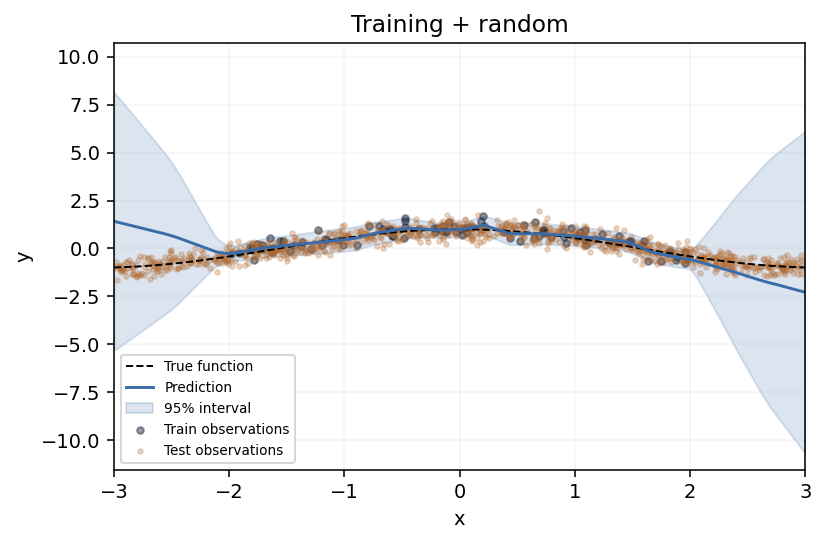 Training + random
10.0
7.5
5.0
2.5
0.0
−2.5
−5.0
−7.5
−10.0
y
True function
Prediction
95% interval
Train observations
Test observations
−3 −2 −1 0 1 2 3
x